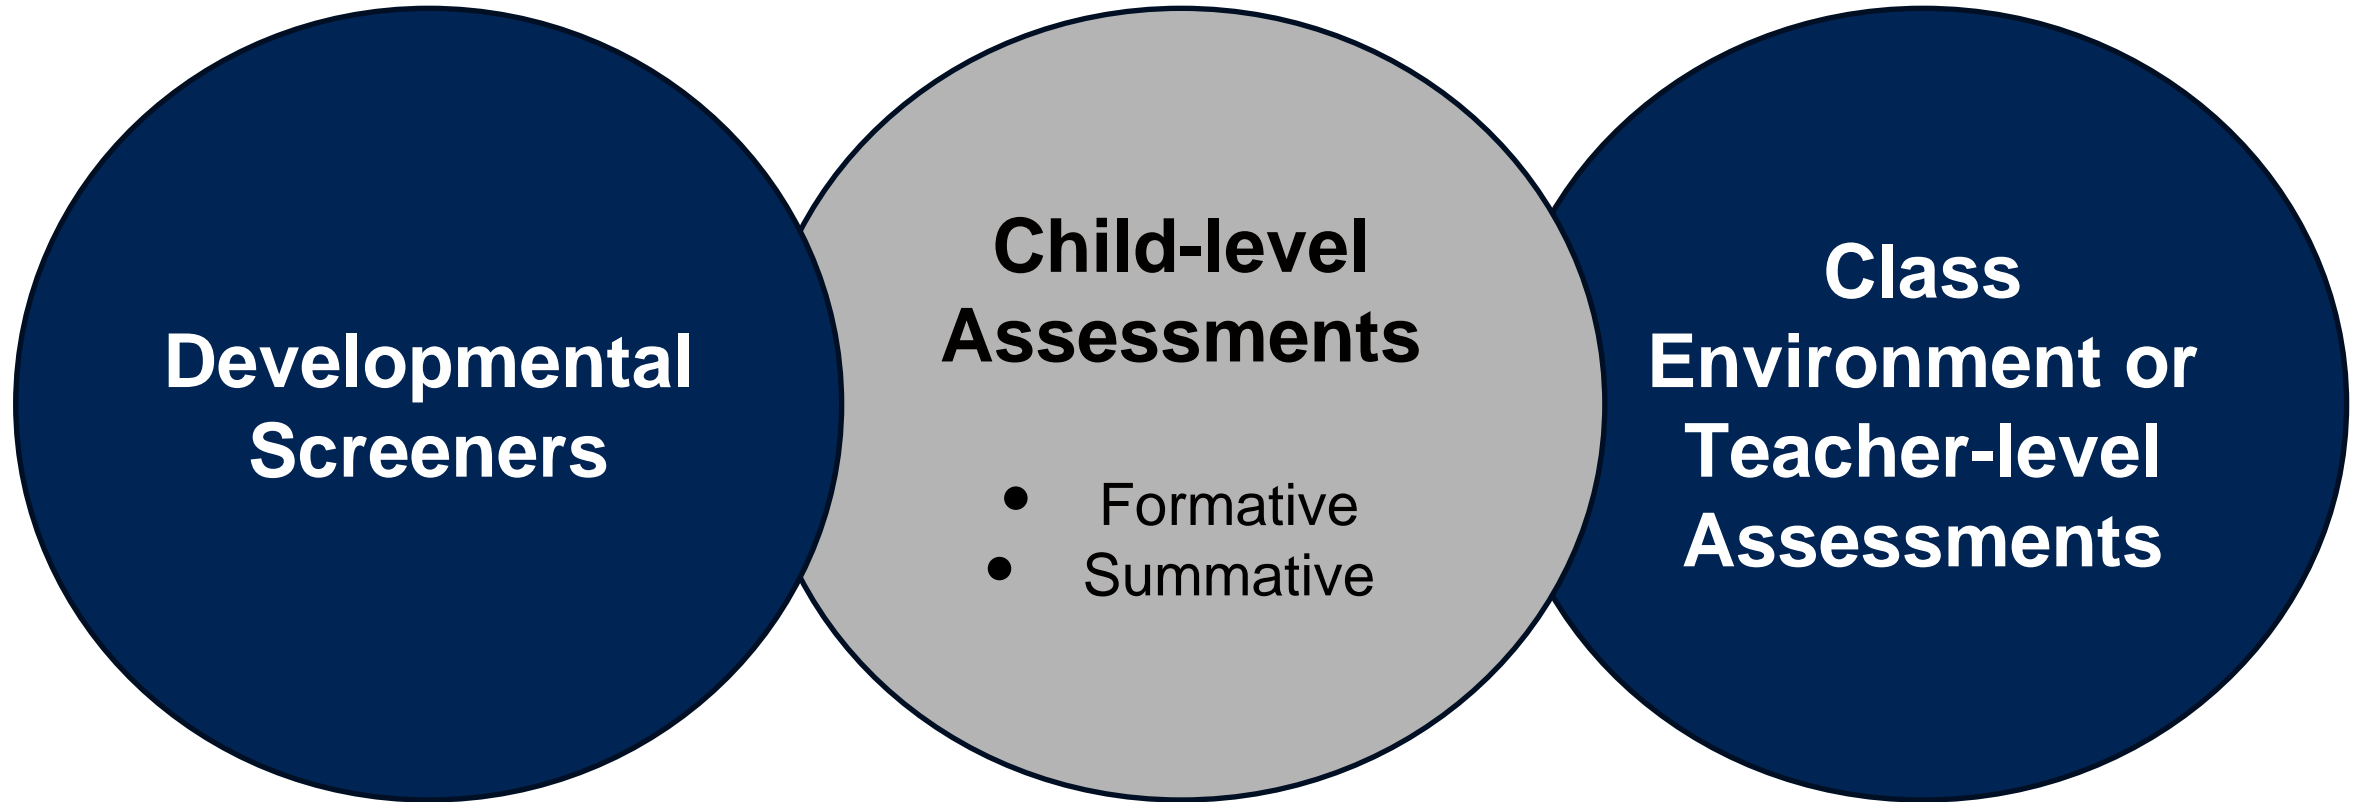 Developmental
Screeners
Child-level
Assessments
• Formative
• Summative
Class
Environment or
Teacher-level
Assessments